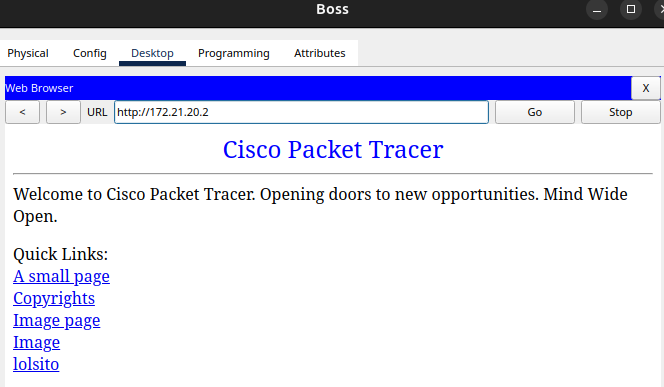 Boss
Physical Config Desktop Programming Attributes
Web Browser X
< > URL http://172.21.20.2 Go Stop
Cisco Packet Tracer
Welcome to Cisco Packet Tracer. Opening doors to new opportunities. Mind Wide
Open.
Quick Links:
A small page
Copyrights
Image page
Image
lolsito